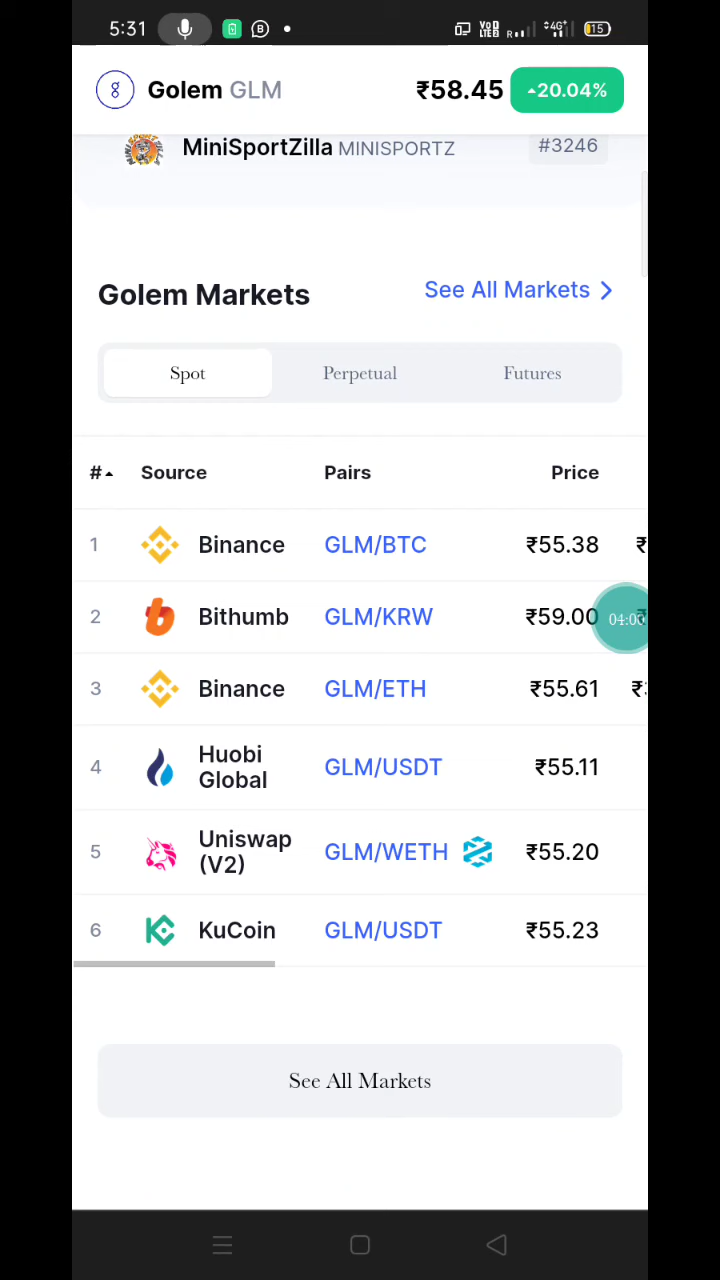 5:31 15
Golem GLM ₹58.45 20.04%
MiniSportZilla MINISPORTZ #3246
Golem Markets See All Markets
Spot Perpetual Futures
# Source Pairs Price
1 Binance GLM/BTC ₹55.38 ₹
2 Bithumb GLM/KRW ₹59.00
3 Binance GLM/ETH ₹55.61 ₹
4 Huobi Global GLM/USDT ₹55.11
5 Uniswap (V2) GLM/WETH ₹55.20
6 KuCoin GLM/USDT ₹55.23
See All Markets